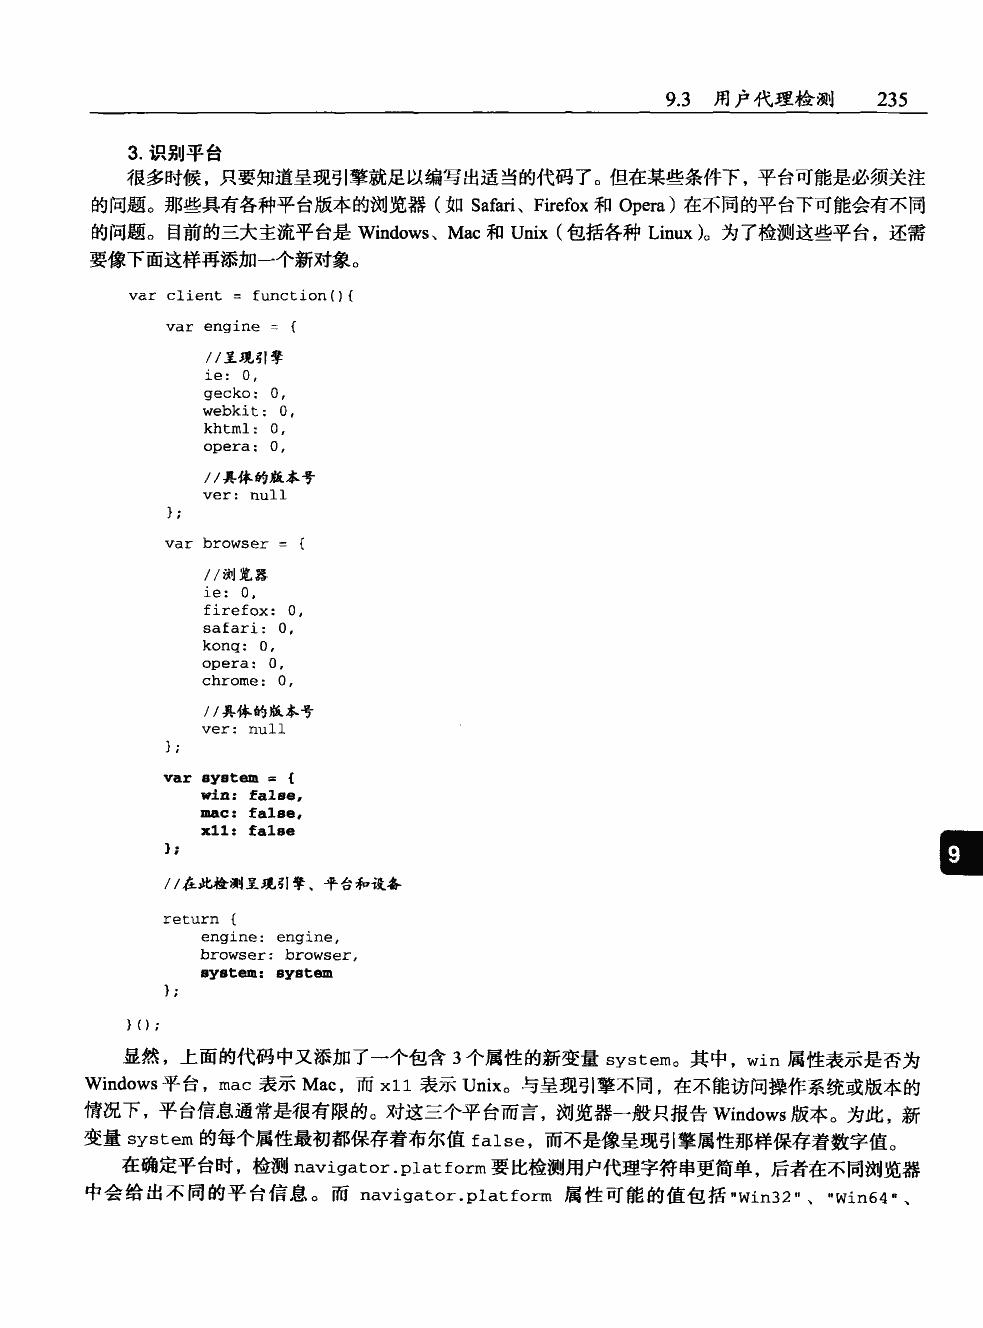 9.3 用户代理检测 235
3. 识别平台
很多时候，只要知道呈现引擎就足以编写出适当的代码了。但在某些条件下，平台可能是必须关注
的问题。那些具有各种平台版本的浏览器（如 Safari、Firefox 和 Opera）在不同的平台下可能会有不同
的问题。目前的三大主流平台是 Windows、Mac 和 Unix（包括各种 Linux）。为了检测这些平台，还需
要像下面这样再添加一个新对象。
var client = function(){
var engine = {
//呈现引擎
ie: 0,
gecko: 0,
webkit: 0,
khtml: 0,
opera: 0,
//具体的版本号
ver: null
};
var browser = {
//浏览器
ie: 0,
firefox: 0,
safari: 0,
konq: 0,
opera: 0,
chrome: 0,
//具体的版本号
ver: null
};
var system = {
win: false,
mac: false,
x11: false
};
9
//在此检测呈现引擎、平台和设备
return {
engine: engine,
browser: browser,
system: system
};
}();
显然，上面的代码中又添加了一个包含 3 个属性的新变量 system。其中，win 属性表示是否为
Windows 平台，mac 表示 Mac，而 x11 表示 Unix。与呈现引擎不同，在不能访问操作系统或版本的
情况下，平台信息通常是很有限的。对这三个平台而言，浏览器一般只报告 Windows 版本。为此，新
变量 system 的每个属性最初都保存着布尔值 false，而不是像呈现引擎属性那样保存着数字值。
在确定平台时，检测 navigator.platform 要比检测用户代理字符串更简单，后者在不同浏览器
中会给出不同的平台信息。而 navigator.platform 属性可能的值包括"Win32"、"Win64"、